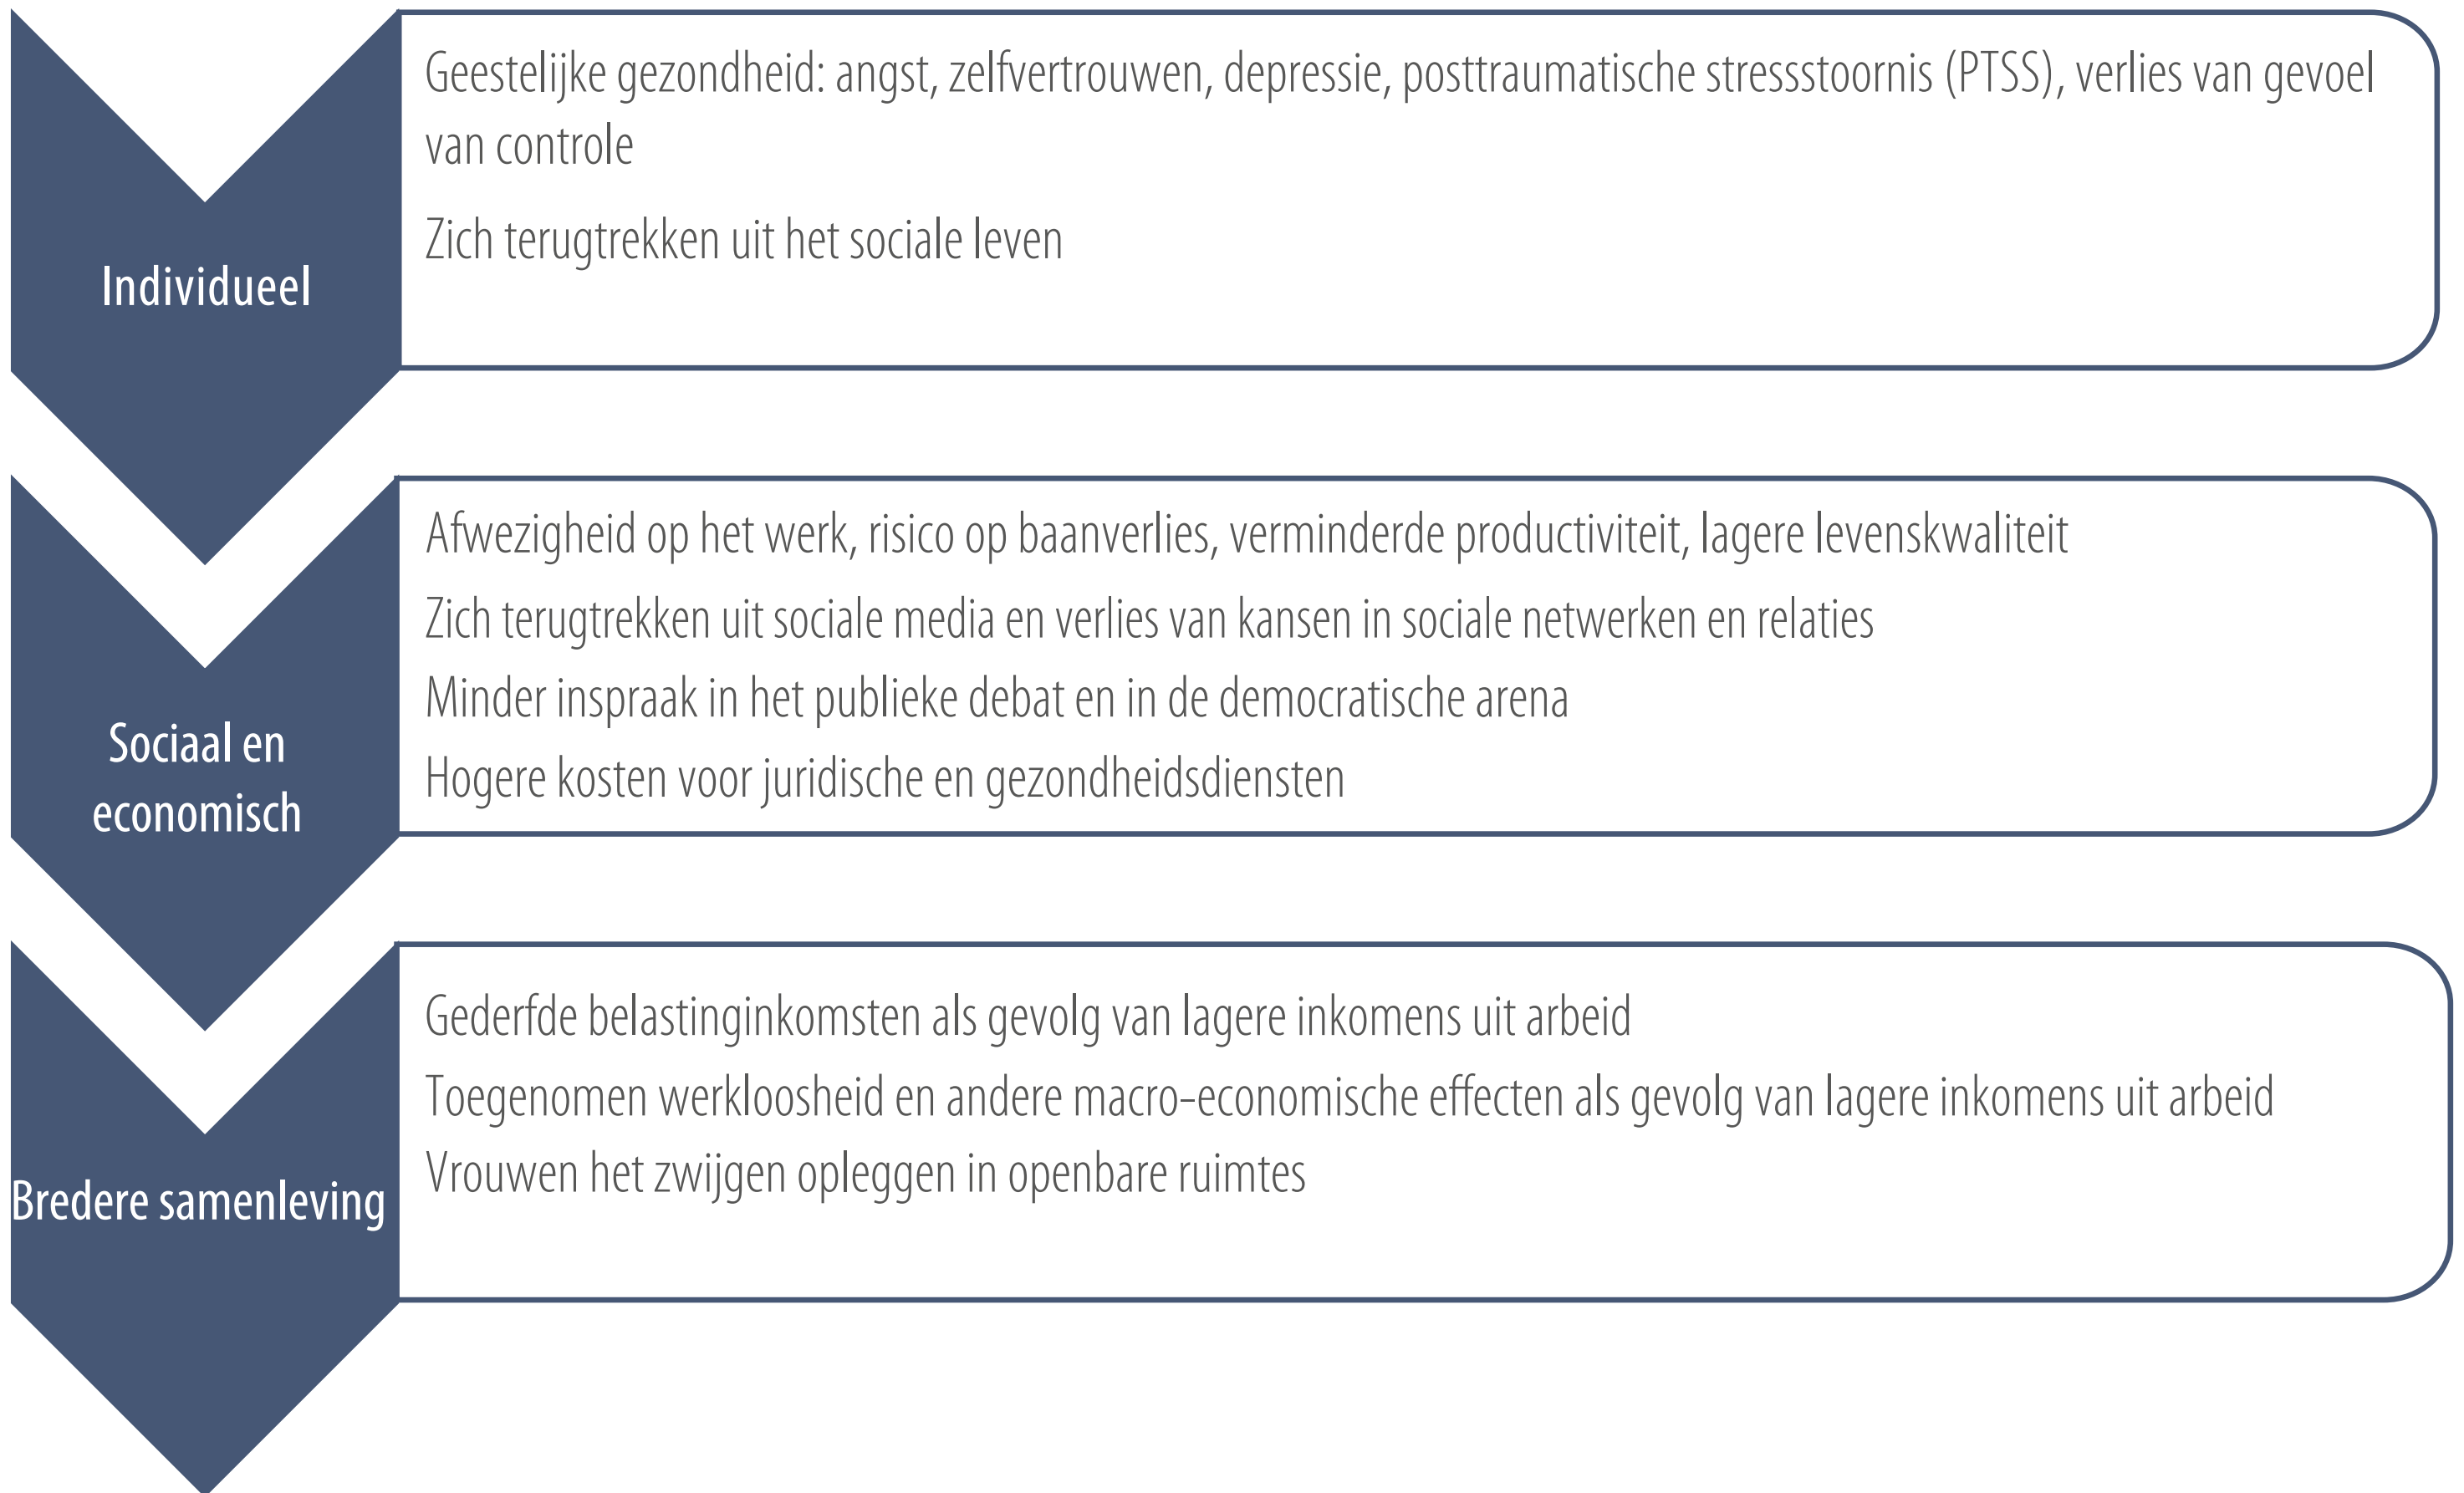 Individueel
Geestelijke gezondheid: angst, zelfvertrouwen, depressie, posttraumatische stressstoornis (PTSS), verlies van gevoel
van controle
Zich terugtrekken uit het sociale leven
Sociaal en
economisch
Afwezigheid op het werk, risico op baanverlies, verminderde productiviteit, lagere levenskwaliteit
Zich terugtrekken uit sociale media en verlies van kansen in sociale netwerken en relaties
Minder inspraak in het publieke debat en in de democratische arena
Hogere kosten voor juridische en gezondheidsdiensten
Bredere samenleving
Gederfde belastinginkomsten als gevolg van lagere inkomens uit arbeid
Toegenomen werkloosheid en andere macro-economische effecten als gevolg van lagere inkomens uit arbeid
Vrouwen het zwijgen opleggen in openbare ruimtes